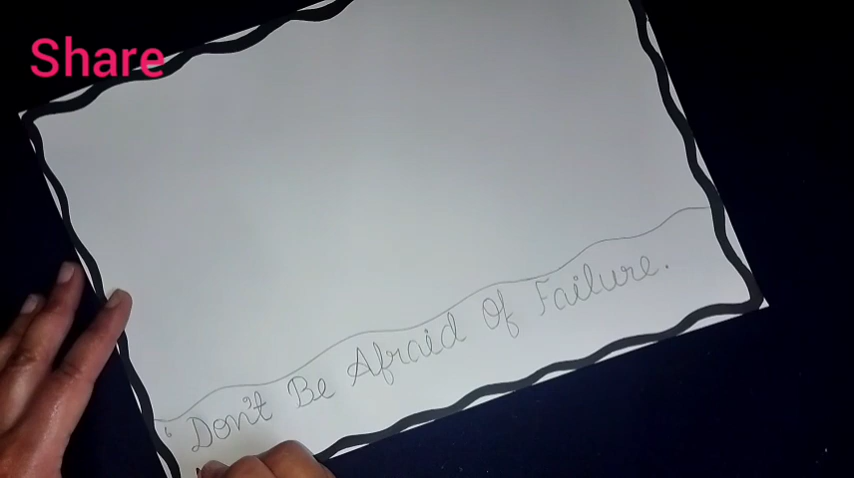 Share
‘ Don't Be Afraid Of Failure.